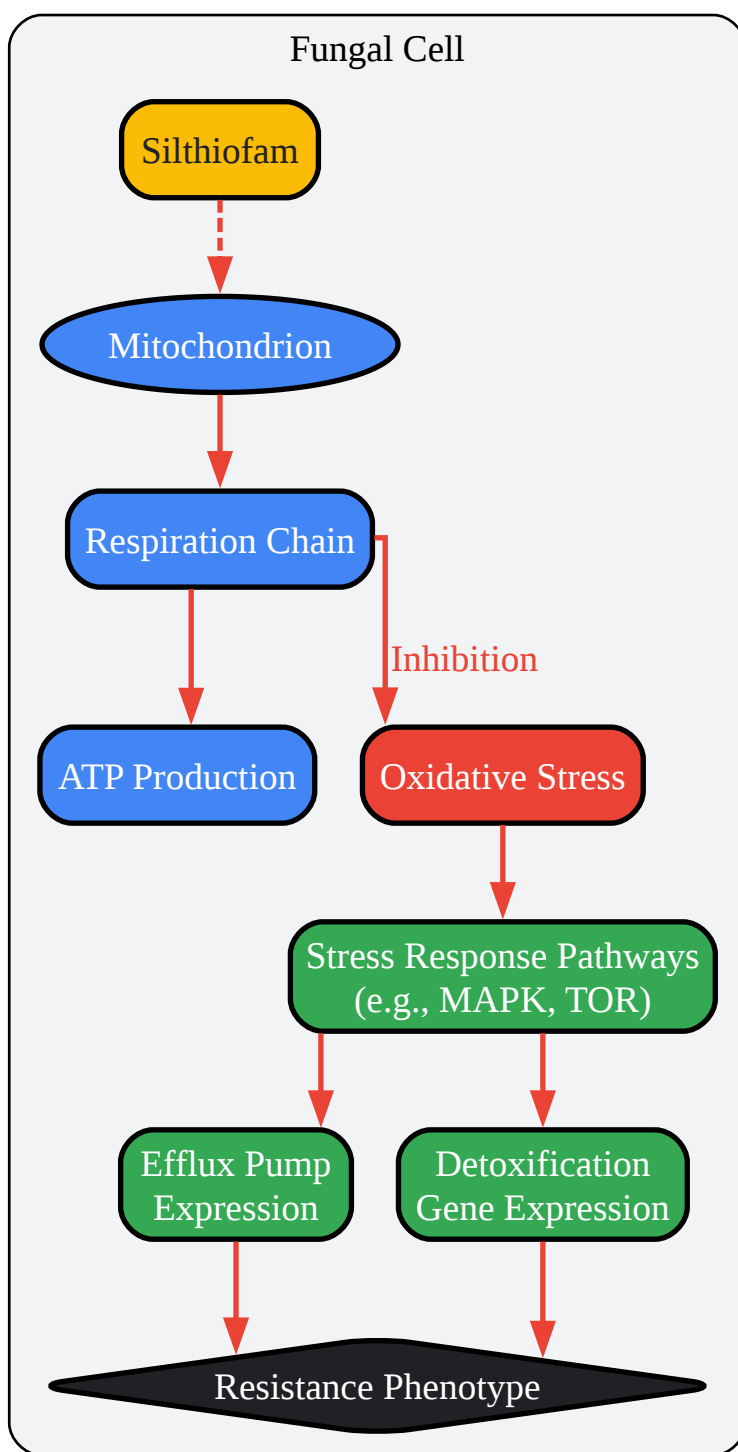 Fungal Cell
Silthiofam
Mitochondrion
Respiration Chain
Inhibition
ATP Production
Oxidative Stress
Stress Response Pathways
(e.g., MAPK, TOR)
Efflux Pump
Expression
Detoxification
Gene Expression
Resistance Phenotype